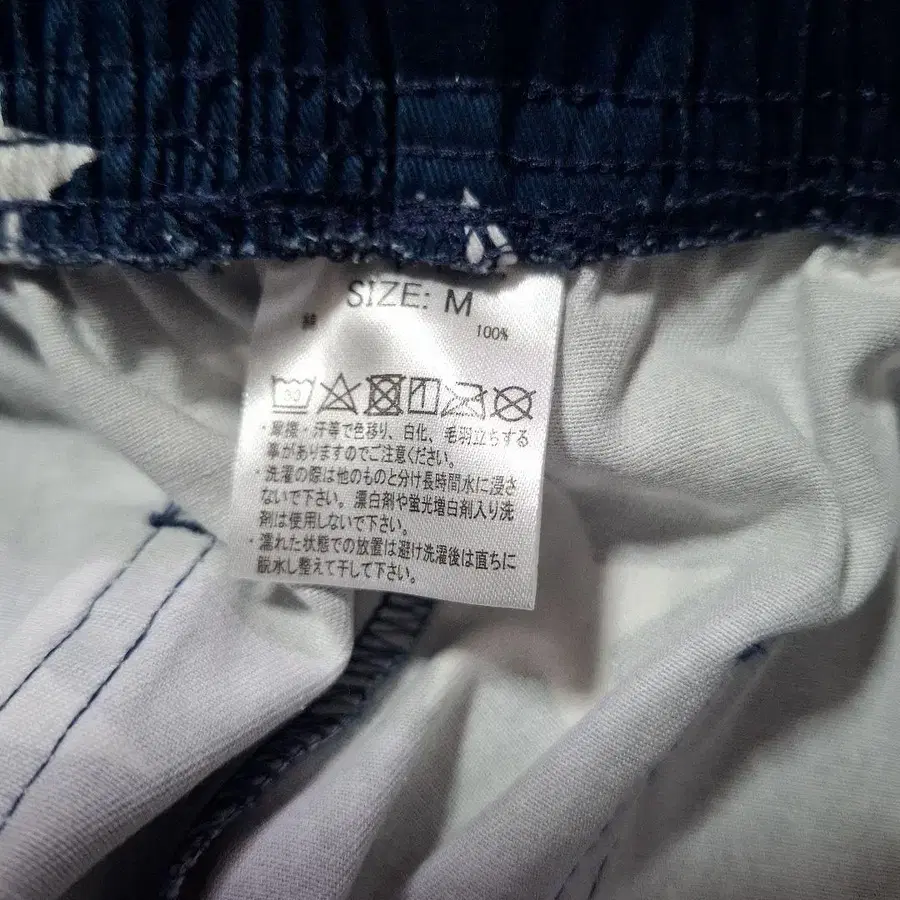 SIZE: M
綿 100%
30
・摩擦・汗等で色移り、白化、毛羽立ちする
事がありますのでご注意ください。
・洗濯の際は他のものと分け長時間水に浸さ
ないで下さい。漂白剤や蛍光増白剤入り洗
剤は使用しないで下さい。
・濡れた状態での放置は避け洗濯後は直ちに
脱水し整えて干して下さい。